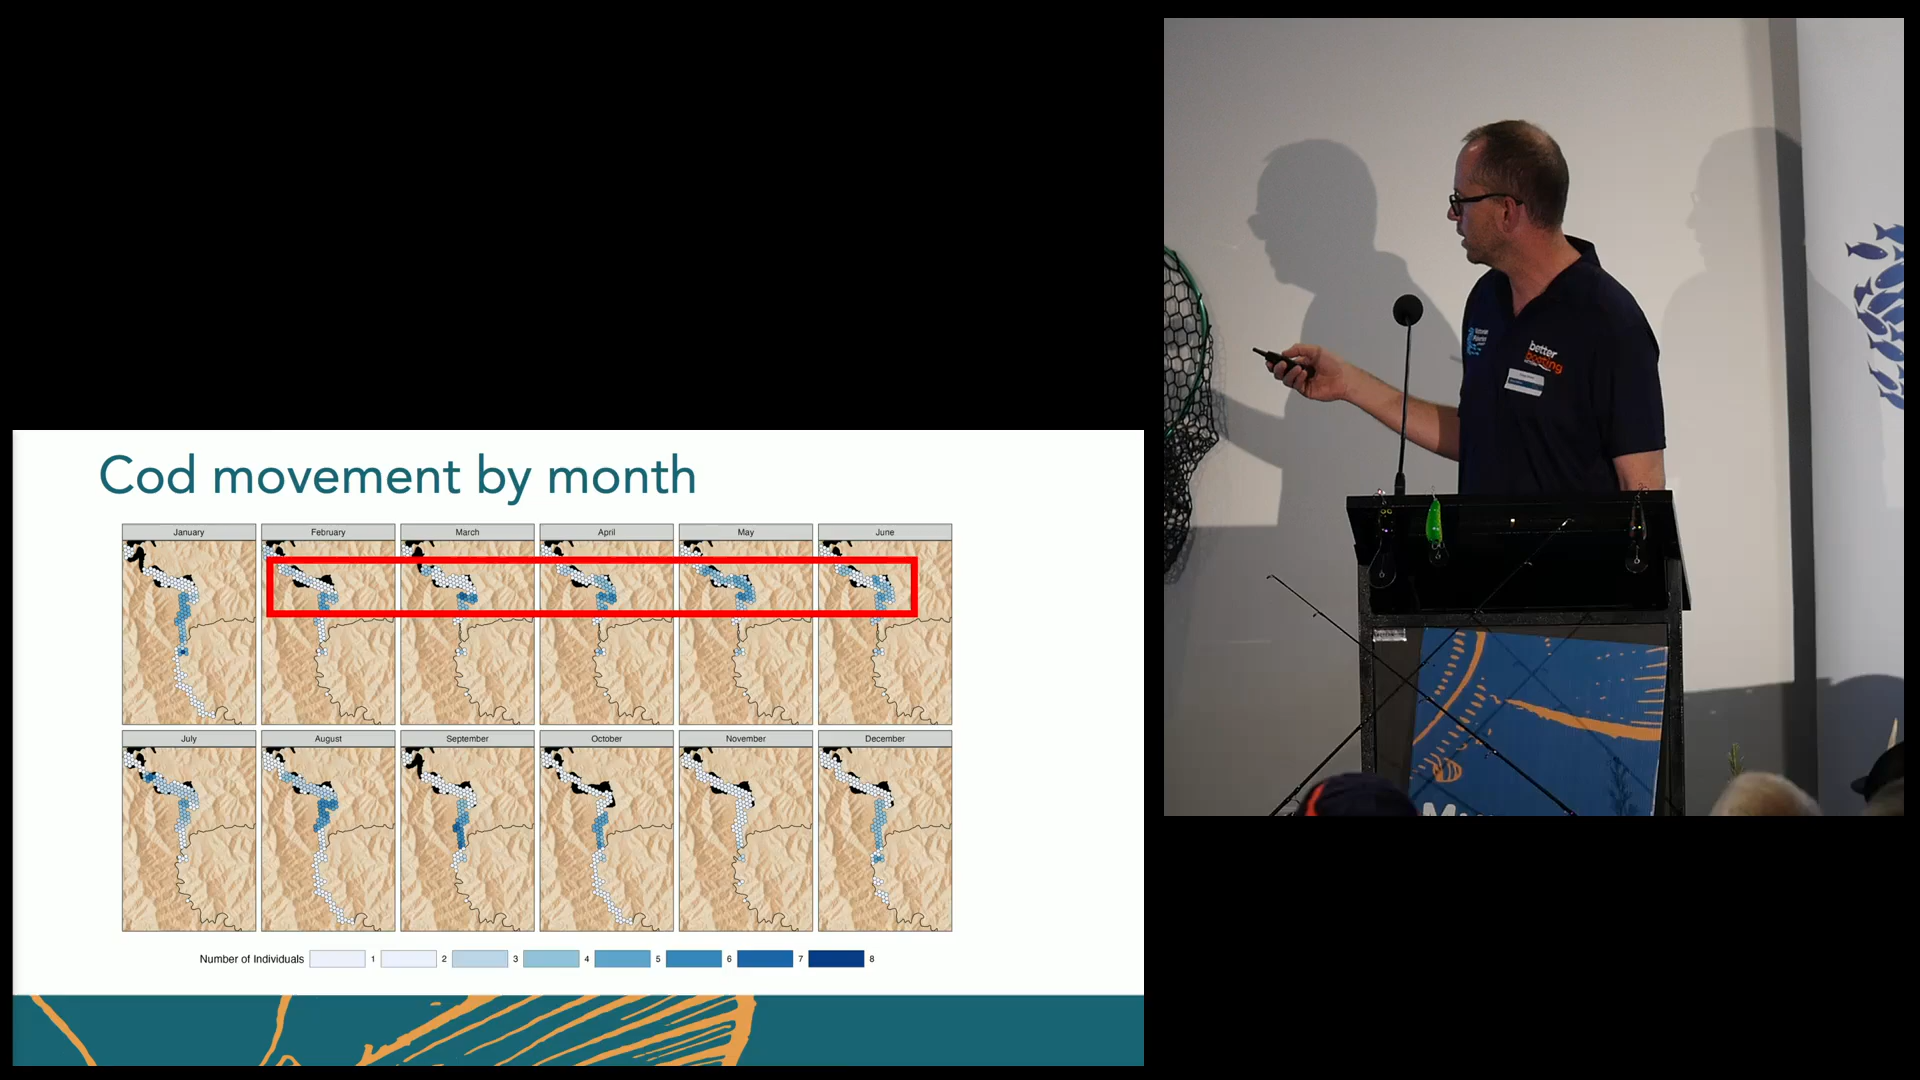 Cod movement by month
January February March April May June
July August September October November December
Number of Individuals 1 2 3 4 5 6 7 8
better
boating